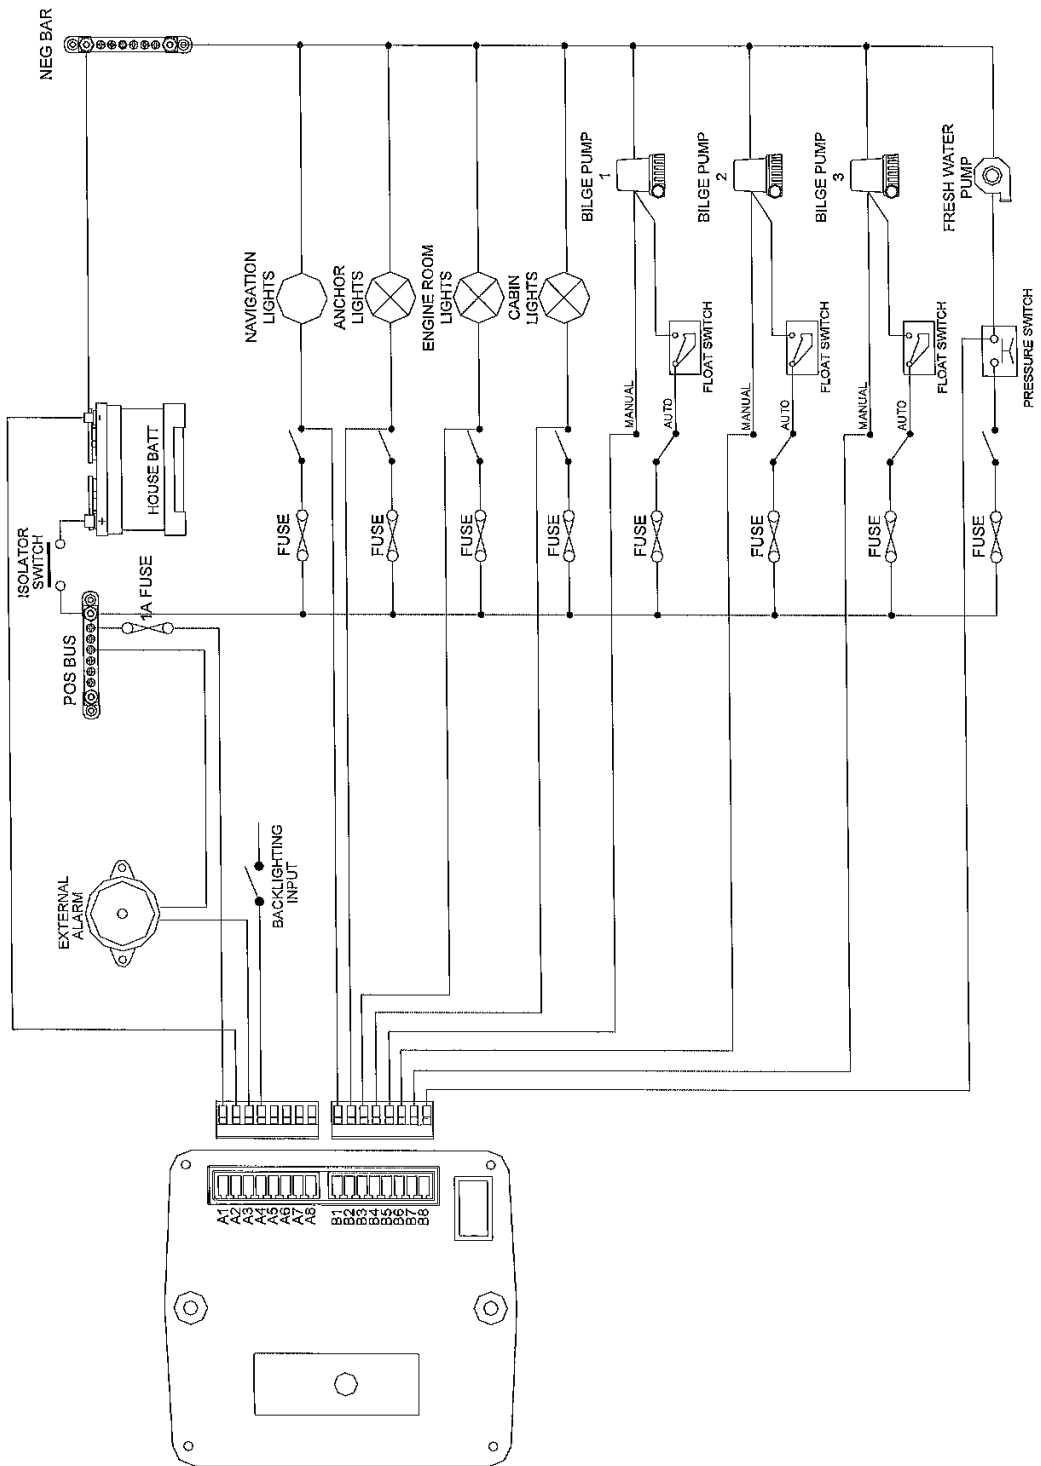 NEG BAR
HOUSE BATT
+
-
ISOLATOR
SWITCH
POS BUS
1A FUSE
EXTERNAL
ALARM
BACKLIGHTING
INPUT
NAVIGATION
LIGHTS
ANCHOR
LIGHTS
ENGINE ROOM
LIGHTS
CABIN
LIGHTS
BILGE PUMP
1
BILGE PUMP
2
BILGE PUMP
3
FRESH WATER
PUMP
FLOAT SWITCH
FLOAT SWITCH
FLOAT SWITCH
PRESSURE SWITCH
MANUAL
AUTO
MANUAL
AUTO
MANUAL
AUTO
FUSE
FUSE
FUSE
FUSE
FUSE
FUSE
FUSE
FUSE
A1
A2
A3
A4
A5
A6
A7
A8
B1
B2
B3
B4
B5
B6
B7
B8